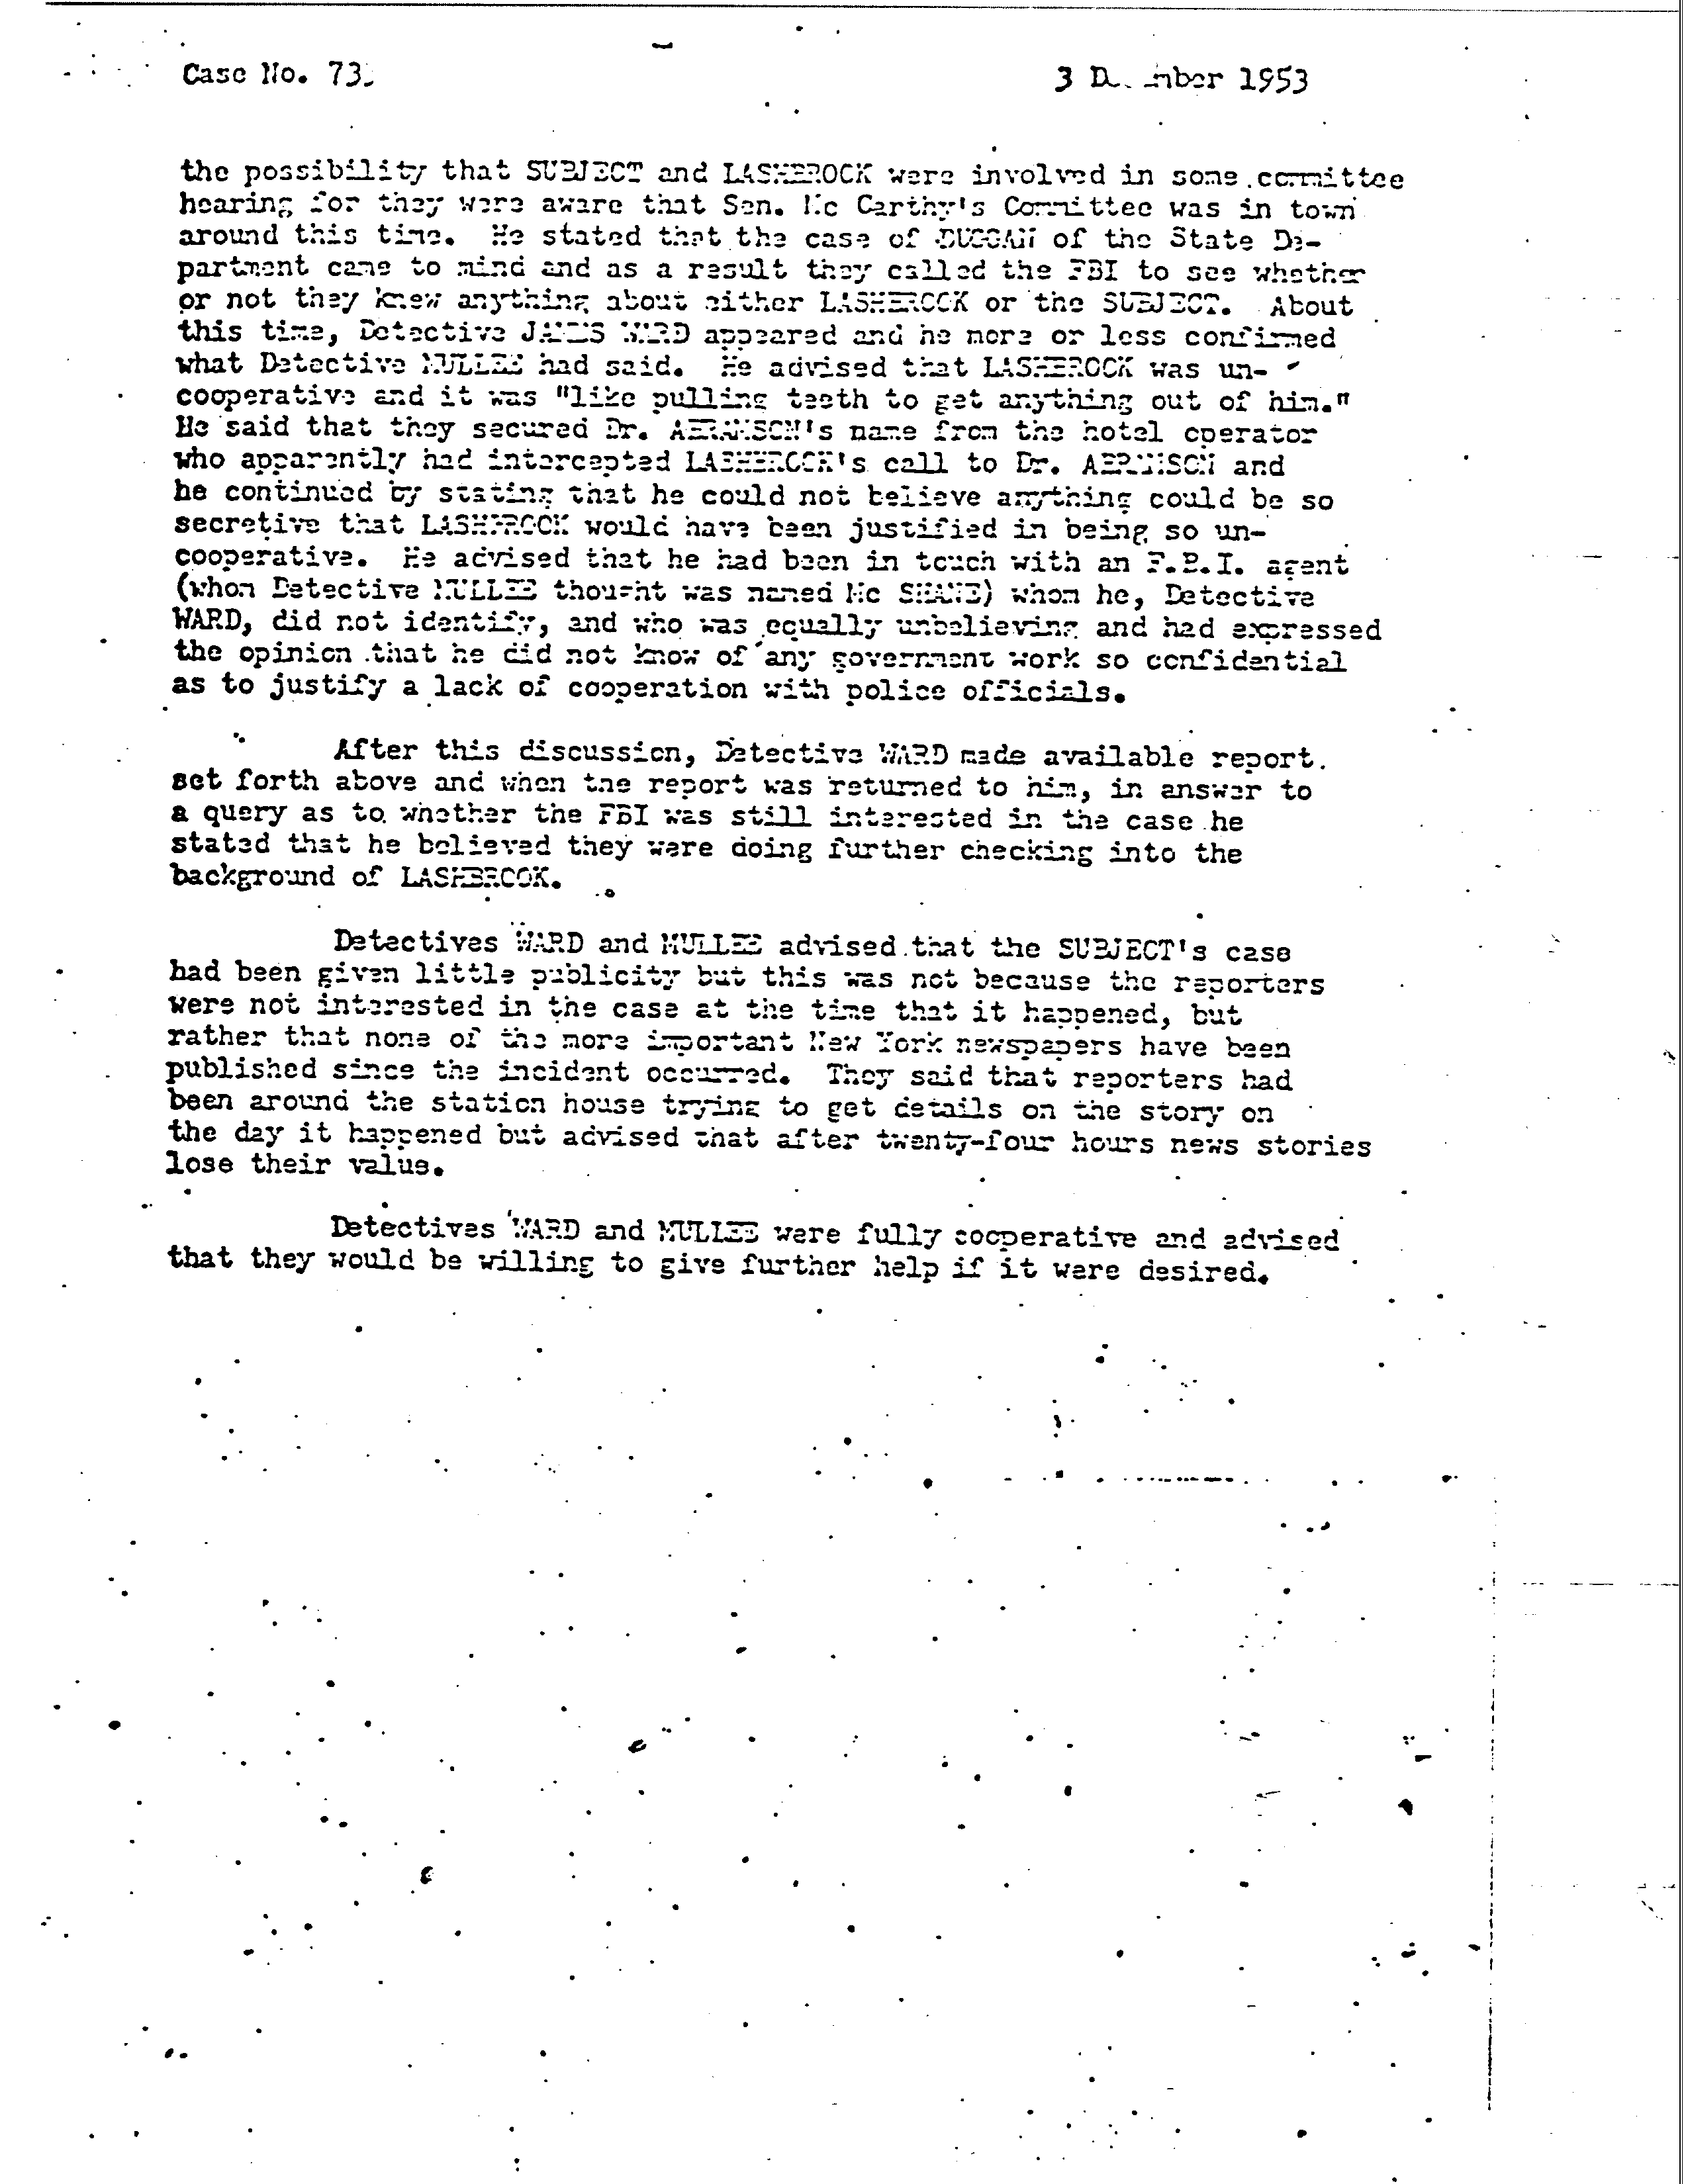 Case No. 73
3 D mber 1953
the possibility that SUBJECT and LASHBROCK were involved in some committee
hearing for they were aware that Sen. Mc Carthy's Committee was in town
around this time. He stated that the case of DUGGAN of the State De-
partment came to mind and as a result they called the FBI to see whether
or not they knew anything about either LASHBROCK or the SUBJECT. About
this time, Detective JAMES WARD appeared and he more or less confirmed
what Detective MULLEE had said. He advised that LASHBROCK was un-
cooperative and it was "like pulling teeth to get anything out of him."
He said that they secured Dr. ABRAMSON's name from the hotel operator
who apparently had intercepted LASHBROCK's call to Dr. ABRAMSON and
he continued by stating that he could not believe anything could be so
secretive that LASHBROCK would have been justified in being so un-
cooperative. He advised that he had been in touch with an F.B.I. agent
(whom Detective MULLEE thought was named Mc SHANE) whom he, Detective
WARD, did not identify, and who was equally unbelieving and had expressed
the opinion that he did not know of any government work so confidential
as to justify a lack of cooperation with police officials.
After this discussion, Detective WARD made available report
set forth above and when the report was returned to him, in answer to
a query as to whether the FBI was still interested in the case he
stated that he believed they were doing further checking into the
background of LASHBROOK.
Detectives WARD and MULLEE advised that the SUBJECT's case
had been given little publicity but this was not because the reporters
were not interested in the case at the time that it happened, but
rather that none of the more important New York newspapers have been
published since the incident occurred. They said that reporters had
been around the station house trying to get details on the story on
the day it happened but advised that after twenty-four hours news stories
lose their value.
Detectives WARD and MULLEE were fully cooperative and advised
that they would be willing to give further help if it were desired.